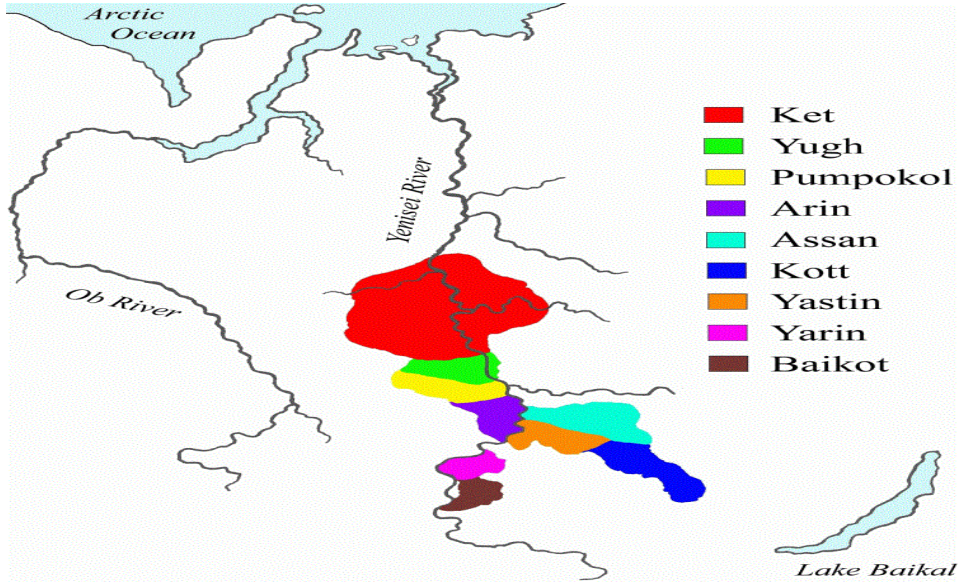 Arctic
Ocean
Yenisei River
Ob River
Ket
Yugh
Pumpokol
Arin
Assan
Kott
Yastin
Yarin
Baikot
Lake Baikal